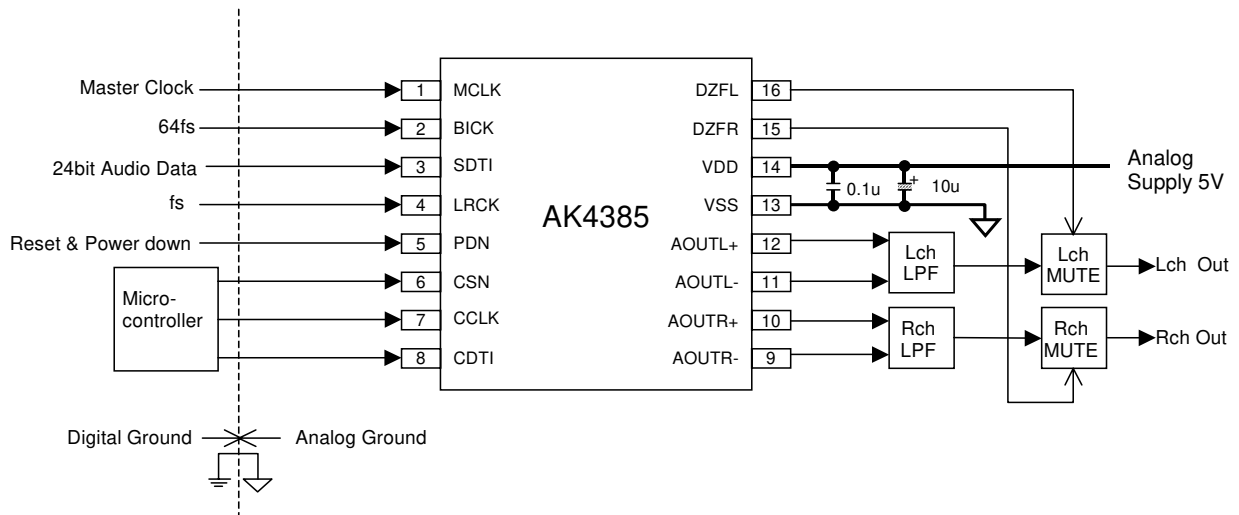 Master Clock
1
MCLK
DZFL
16
64fs
2
BICK
DZFR
15
24bit Audio Data
3
SDTI
VDD
14
Analog
Supply 5V
0.1u
+
10u
fs
4
LRCK
VSS
13
AK4385
Reset & Power down
5
PDN
AOUTL+
12
Lch
LPF
Lch
MUTE
Lch Out
Micro-
controller
6
CSN
AOUTL-
11
7
CCLK
AOUTR+
10
Rch
LPF
Rch
MUTE
Rch Out
8
CDTI
AOUTR-
9
Digital Ground
Analog Ground